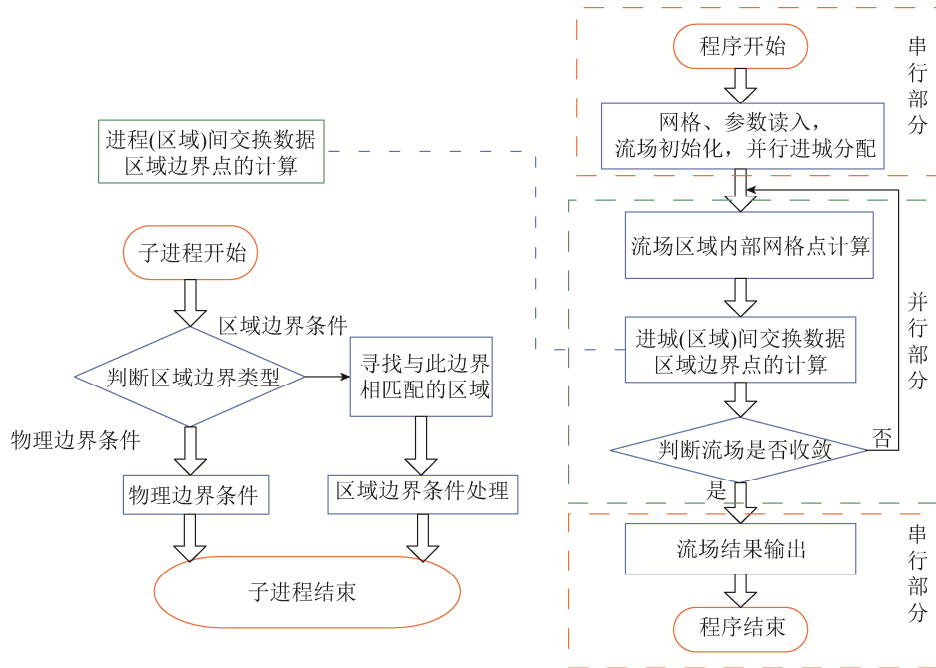 程序开始
串行部分
网格、参数读入，
流场初始化，并行进城分配
进程(区域)间交换数据
区域边界点的计算
子进程开始
区域边界条件
判断区域边界类型
寻找与此边界
相匹配的区域
物理边界条件
物理边界条件
区域边界条件处理
子进程结束
流场区域内部网格点计算
并行部分
进城(区域)间交换数据
区域边界点的计算
判断流场是否收敛
否
是
流场结果输出
串行部分
程序结束